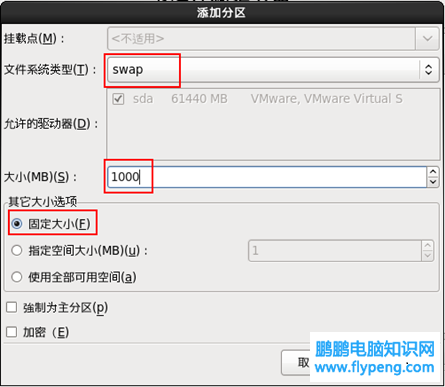 添加分区
挂载点(M)： <不适用>
文件系统类型(T)： swap
允许的驱动器(D)： sda 61440 MB VMware, VMware Virtual S
大小(MB)(S)： 1000
其它大小选项
固定大小(F)
指定空间大小(MB)(u)： 1
使用全部可用空间(a)
強制为主分区(p)
加密（E)
取
鹏鹏电脑知识网
www.flypeng.com